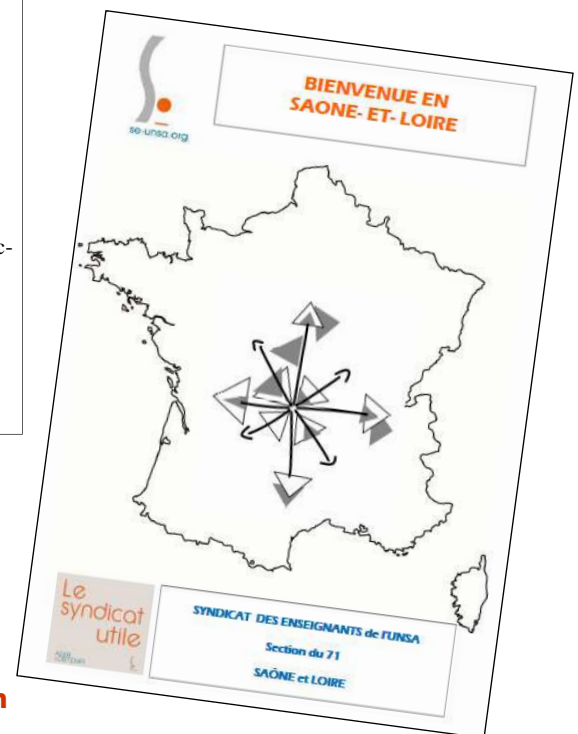 c-
se-unsa.org
BIENVENUE EN
SAONE- ET- LOIRE
Le
syndicat
utile
SYNDICAT DES ENSEIGNANTS de l'UNSA
Section du 71
SAÔNE et LOIRE
n